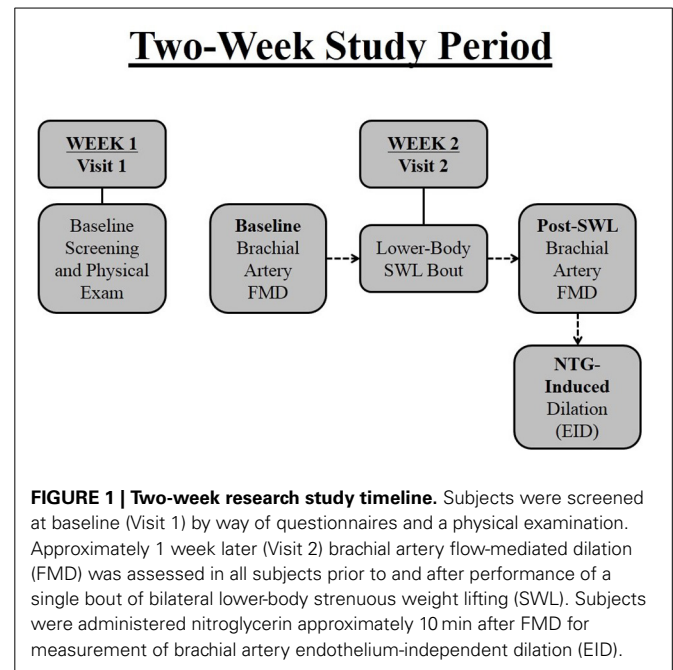 Two-Week Study Period
WEEK 1
Visit 1
WEEK 2
Visit 2
Baseline
Screening
and Physical
Exam
Baseline
Brachial
Artery
FMD
Lower-Body
SWL Bout
Post-SWL
Brachial
Artery
FMD
NTG-
Induced
Dilation
(EID)
FIGURE 1 | Two-week research study timeline. Subjects were screened
at baseline (Visit 1) by way of questionnaires and a physical examination.
Approximately 1 week later (Visit 2) brachial artery flow-mediated dilation
(FMD) was assessed in all subjects prior to and after performance of a
single bout of bilateral lower-body strenuous weight lifting (SWL). Subjects
were administered nitroglycerin approximately 10 min after FMD for
measurement of brachial artery endothelium-independent dilation (EID).